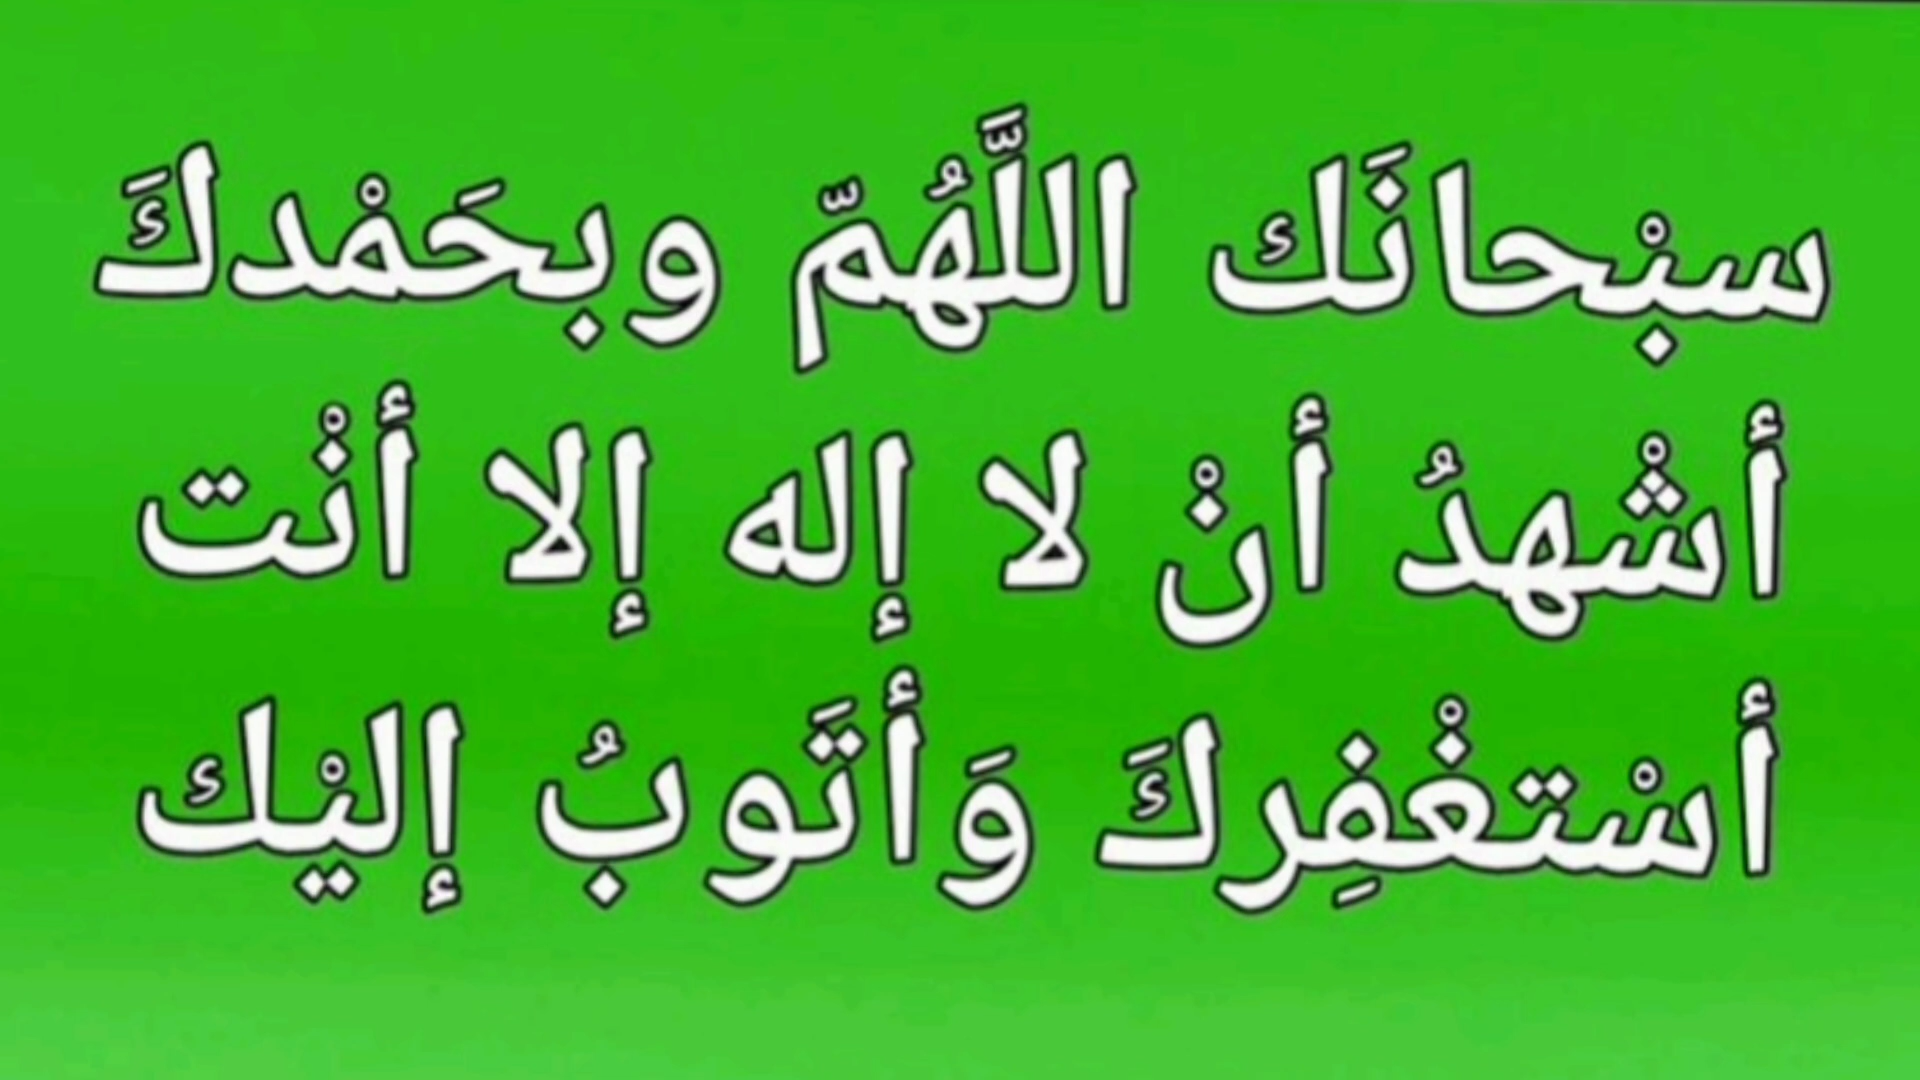 سبْحانَك اللَّهُمّ وبحَمْدكَ
أشْهدُ أنْ لا إله إلا أنْت
أسْتغْفِركَ وَأتَوبُ إليْك